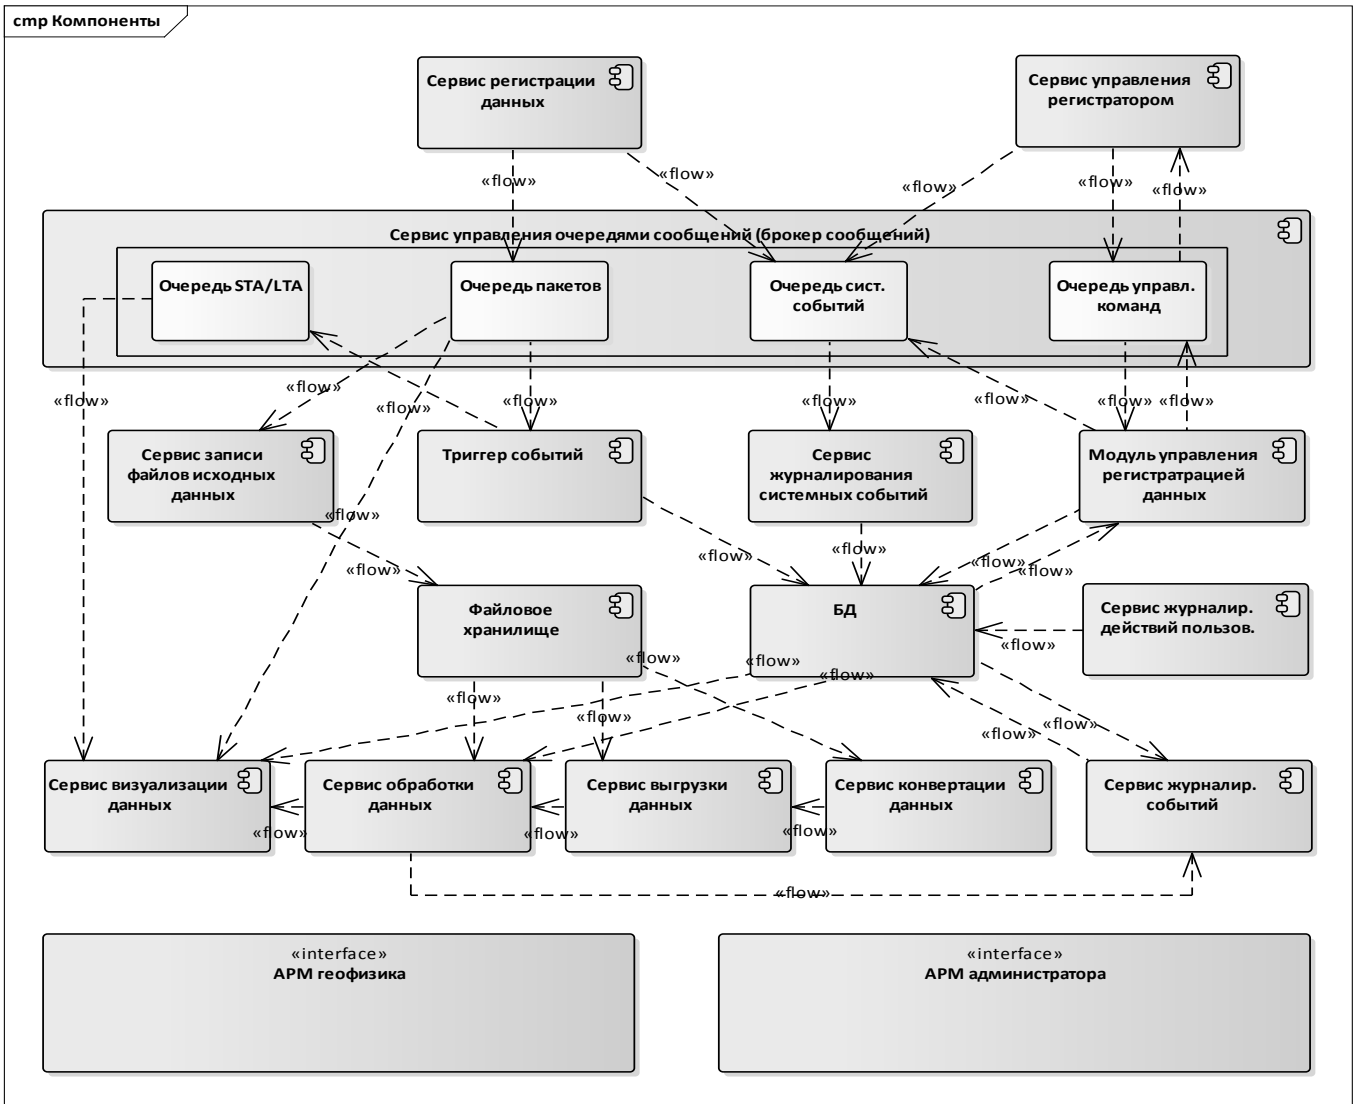 cmp Компоненты
Сервис регистрации
данных
Сервис управления
регистратором
«flow»
«flow»
«flow»
«flow»
«flow»
Сервис управления очередями сообщений (брокер сообщений)
Очередь STA/LTA
Очередь пакетов
Очередь сист.
событий
Очередь управл.
команд
«flow»
«flow»
«flow»
«flow»
«flow»
«flow»
«flow»
«flow»
Сервис записи
файлов исходных
данных
Триггер событий
Сервис
журналирования
системных событий
Модуль управления
регистратрацией
данных
«flow»
«flow»
«flow»
«flow»
«flow»
«flow»
Файловое
хранилище
БД
Сервис журналир.
действий пользов.
«flow»
«flow»
«flow»
«flow»
«flow»
«flow»
«flow»
«flow»
Сервис визуализации
данных
Сервис обработки
данных
Сервис выгрузки
данных
Сервис конвертации
данных
Сервис журналир.
событий
«flow»
«flow»
«flow»
«flow»
«interface»
АРМ геофизика
«interface»
АРМ администратора